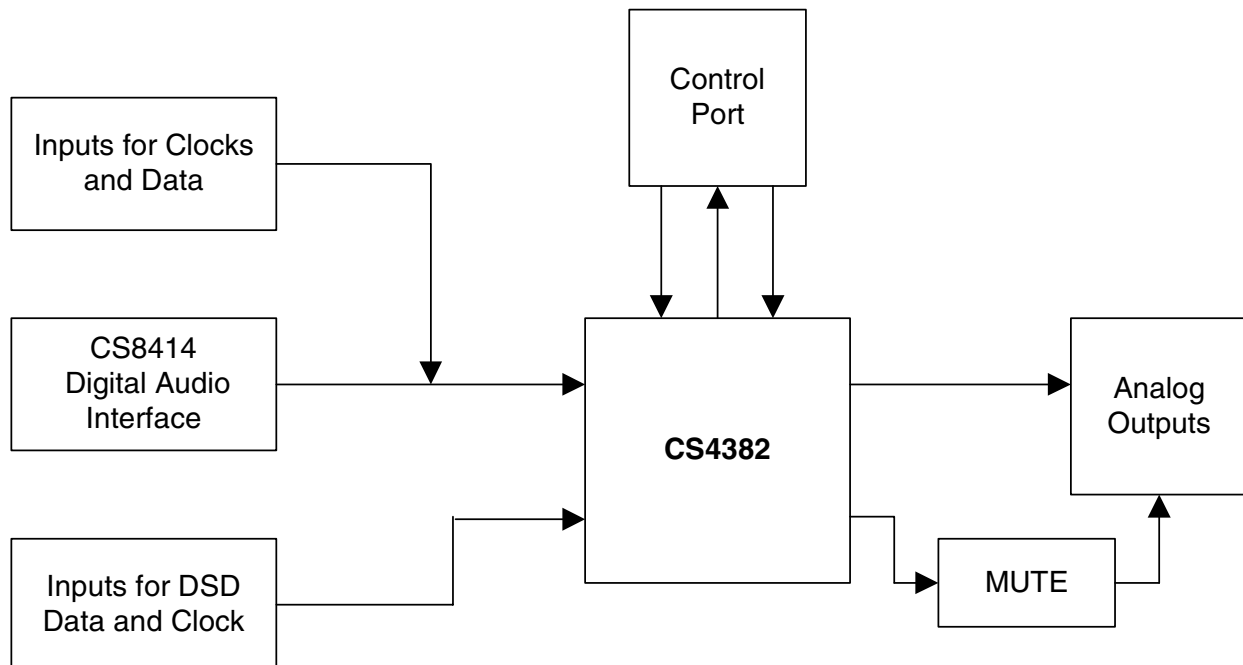 Control
Port
Inputs for Clocks
and Data
CS8414
Digital Audio
Interface
CS4382
Analog
Outputs
Inputs for DSD
Data and Clock
MUTE